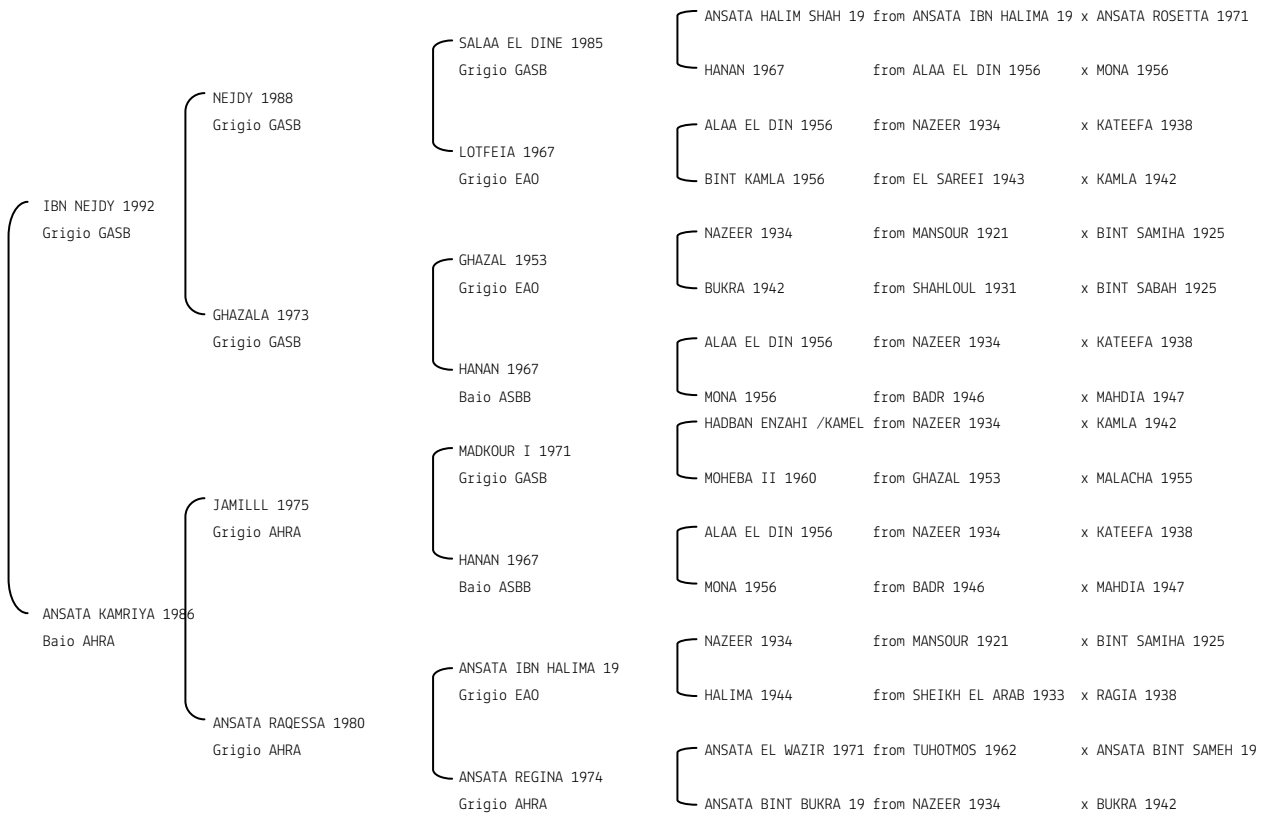 ANSATA HALIM SHAH 19 from ANSATA IBN HALIMA 19 x ANSATA ROSETTA 1971
SALAA EL DINE 1985
Grigio GASB
HANAN 1967 from ALAA EL DIN 1956 x MONA 1956
NEJDY 1988
Grigio GASB
ALAA EL DIN 1956 from NAZEER 1934 x KATEEFA 1938
LOTFEIA 1967
Grigio EAO
BINT KAMLA 1956 from EL SAREEI 1943 x KAMLA 1942
IBN NEJDY 1992
Grigio GASB
NAZEER 1934 from MANSOUR 1921 x BINT SAMIHA 1925
GHAZAL 1953
Grigio EAO
BUKRA 1942 from SHAHLOUL 1931 x BINT SABAH 1925
GHAZALA 1973
Grigio GASB
ALAA EL DIN 1956 from NAZEER 1934 x KATEEFA 1938
HANAN 1967
Baio ASBB
MONA 1956 from BADR 1946 x MAHDIA 1947
HADBAN ENZAHI /KAMEL from NAZEER 1934 x KAMLA 1942
MADKOUR I 1971
Grigio GASB
MOHEBA II 1960 from GHAZAL 1953 x MALACHA 1955
JAMILLL 1975
Grigio AHRA
ALAA EL DIN 1956 from NAZEER 1934 x KATEEFA 1938
HANAN 1967
Baio ASBB
MONA 1956 from BADR 1946 x MAHDIA 1947
ANSATA KAMRIYA 1986
Baio AHRA
NAZEER 1934 from MANSOUR 1921 x BINT SAMIHA 1925
ANSATA IBN HALIMA 19
Grigio EAO
HALIMA 1944 from SHEIKH EL ARAB 1933 x RAGIA 1938
ANSATA RAQESSA 1980
Grigio AHRA
ANSATA EL WAZIR 1971 from TUHOTMOS 1962 x ANSATA BINT SAMEH 19
ANSATA REGINA 1974
Grigio AHRA
ANSATA BINT BUKRA 19 from NAZEER 1934 x BUKRA 1942